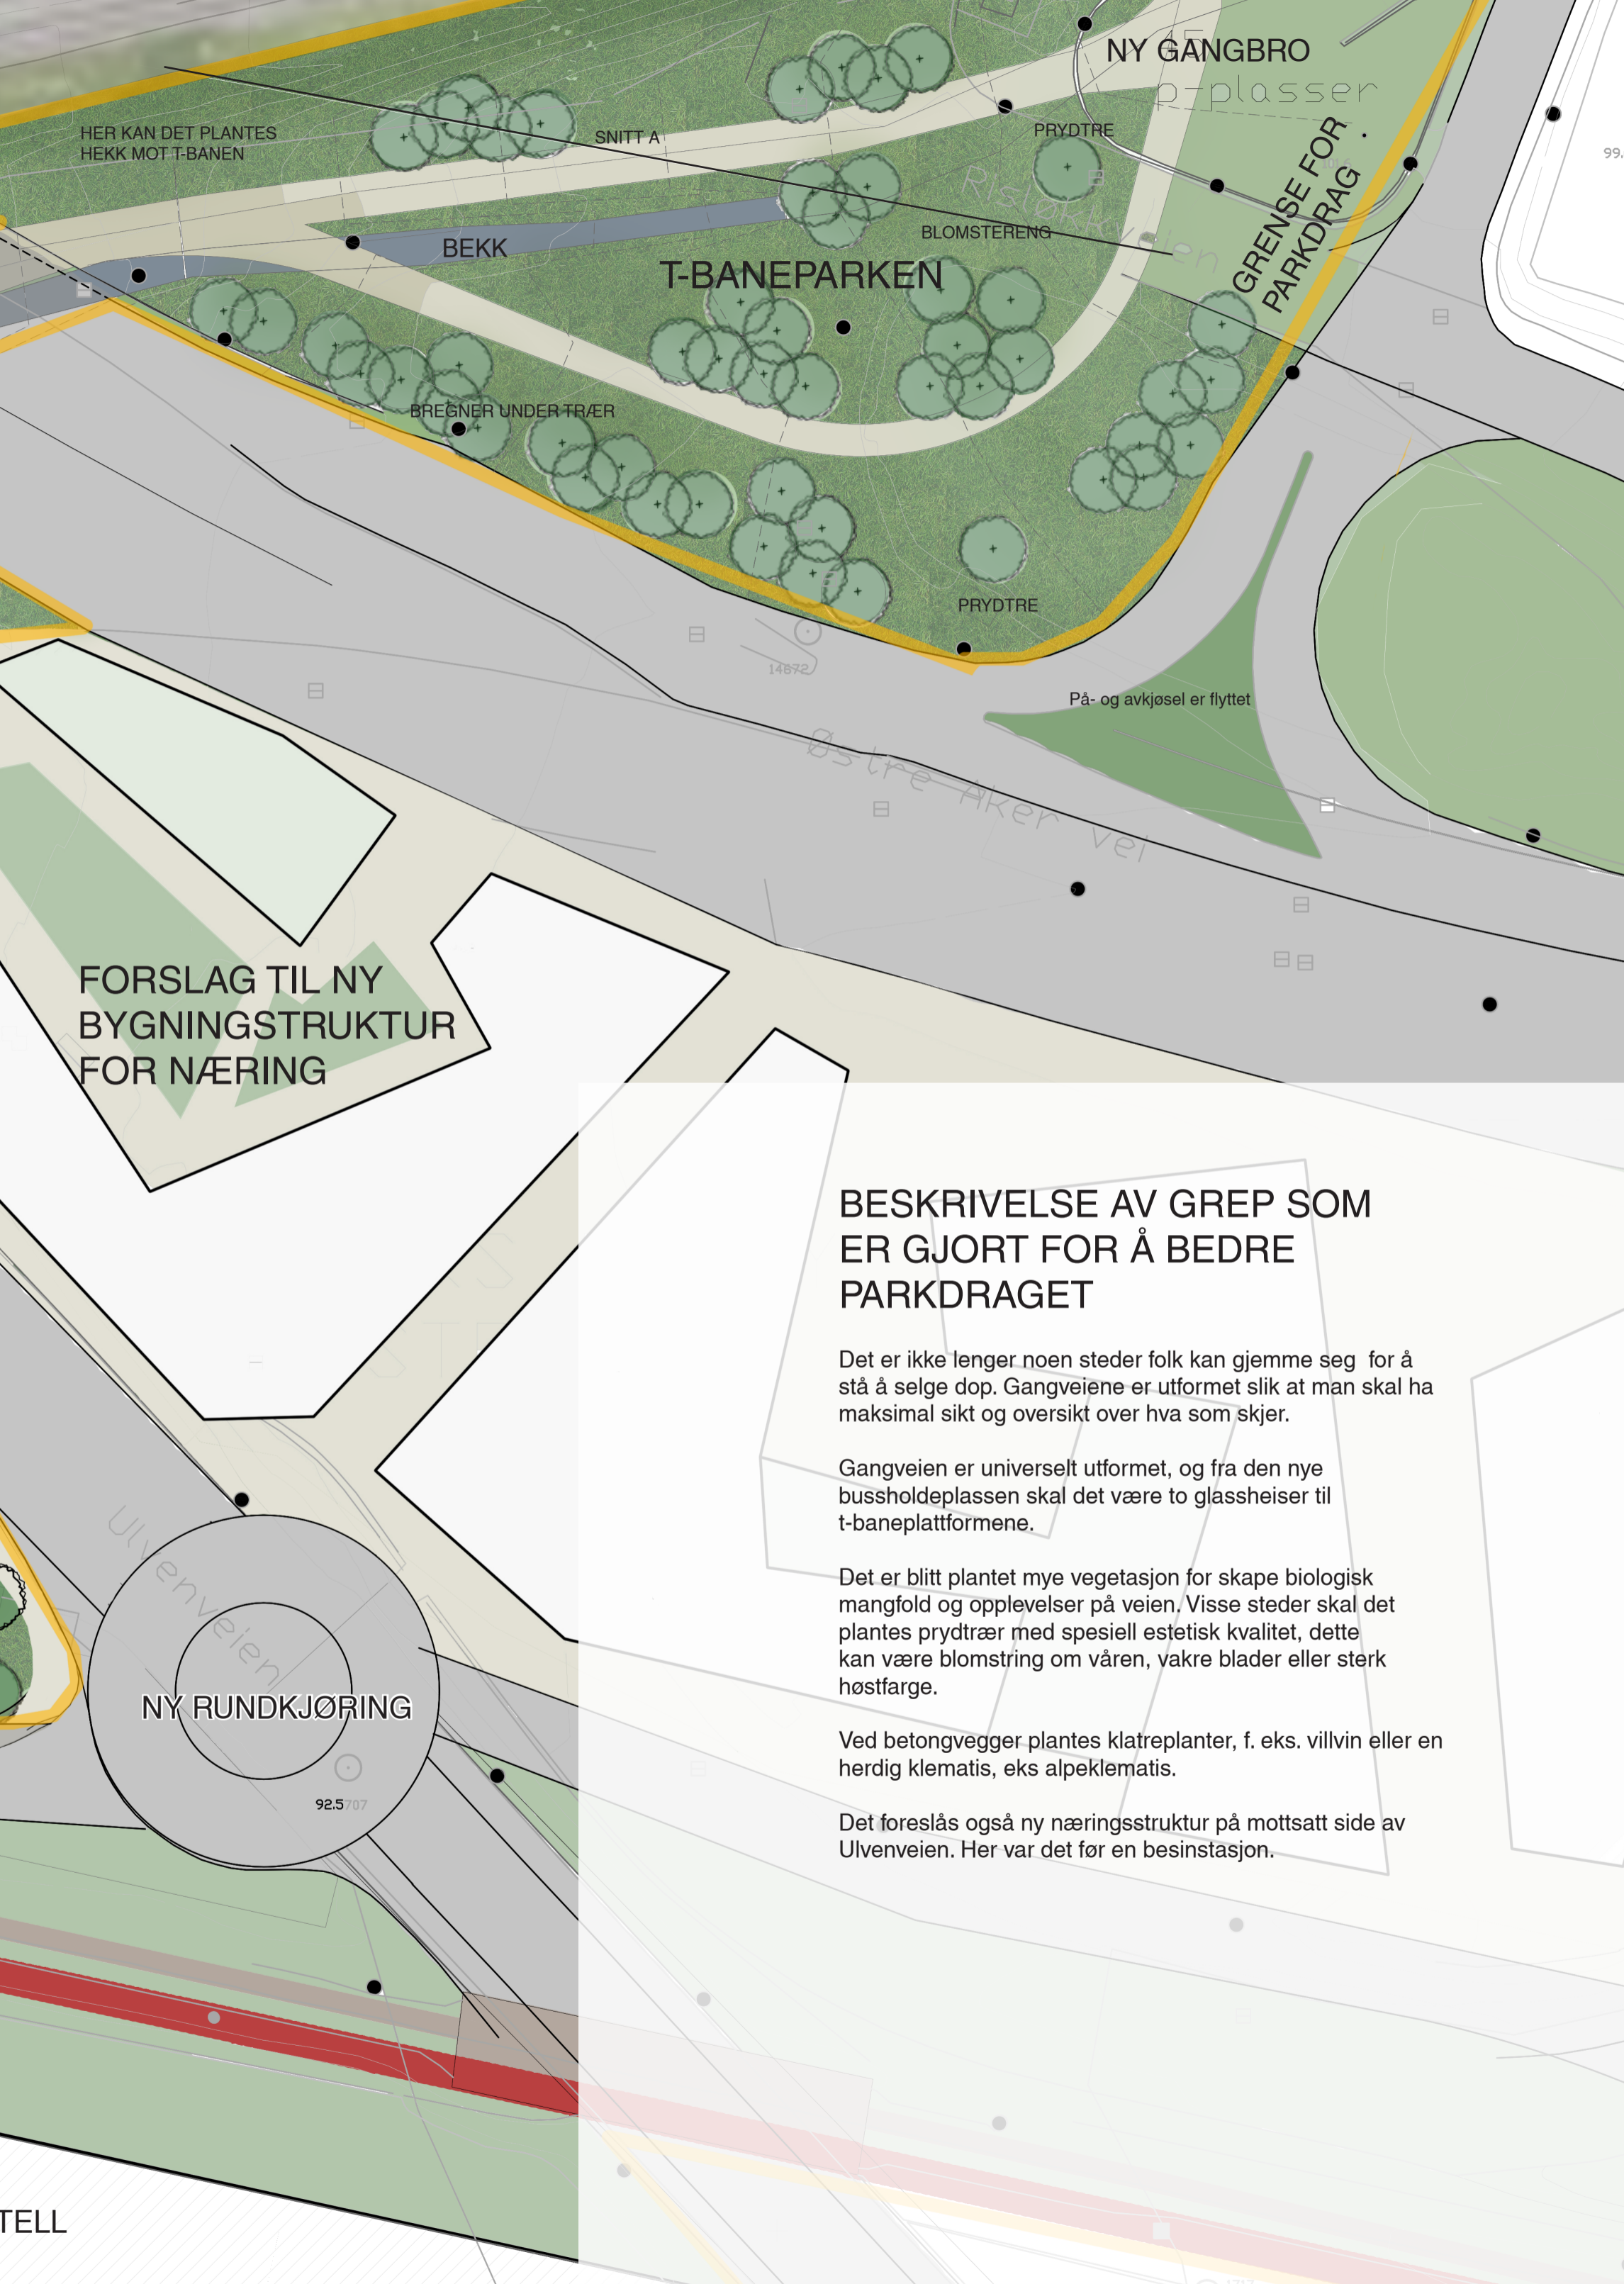 NY GANGBRO
p-plasser
HER KAN DET PLANTES
HEKK MOT T-BANEN
SNITT A
PRYDTRE
GRENSE FOR
PARKDRAG
99.
BLOMSTERENG
BEKK
T-BANEPARKEN
BREGNER UNDER TRÆR
PRYDTRE
14672
På- og avkjøsel er flyttet
Østre Aker vei
FORSLAG TIL NY
BYGNINGSTRUKTUR
FOR NÆRING
BESKRIVELSE AV GREP SOM
ER GJORT FOR Å BEDRE
PARKDRAGET
Det er ikke lenger noen steder folk kan gjemme seg  for å
stå å selge dop. Gangveiene er utformet slik at man skal ha
maksimal sikt og oversikt over hva som skjer.
Gangveien er universelt utformet, og fra den nye
bussholdeplassen skal det være to glassheiser til
t-baneplattformene.
Det er blitt plantet mye vegetasjon for skape biologisk
mangfold og opplevelser på veien. Visse steder skal det
plantes prydtrær med spesiell estetisk kvalitet, dette
kan være blomstring om våren, vakre blader eller sterk
høstfarge.
Ved betongvegger plantes klatreplanter, f. eks. villvin eller en
herdig klematis, eks alpeklematis.
Det foreslås også ny næringsstruktur på mottsatt side av
Ulvenveien. Her var det før en besinstasjon.
Ulvenveien
NY RUNDKJØRING
92.5707
TELL